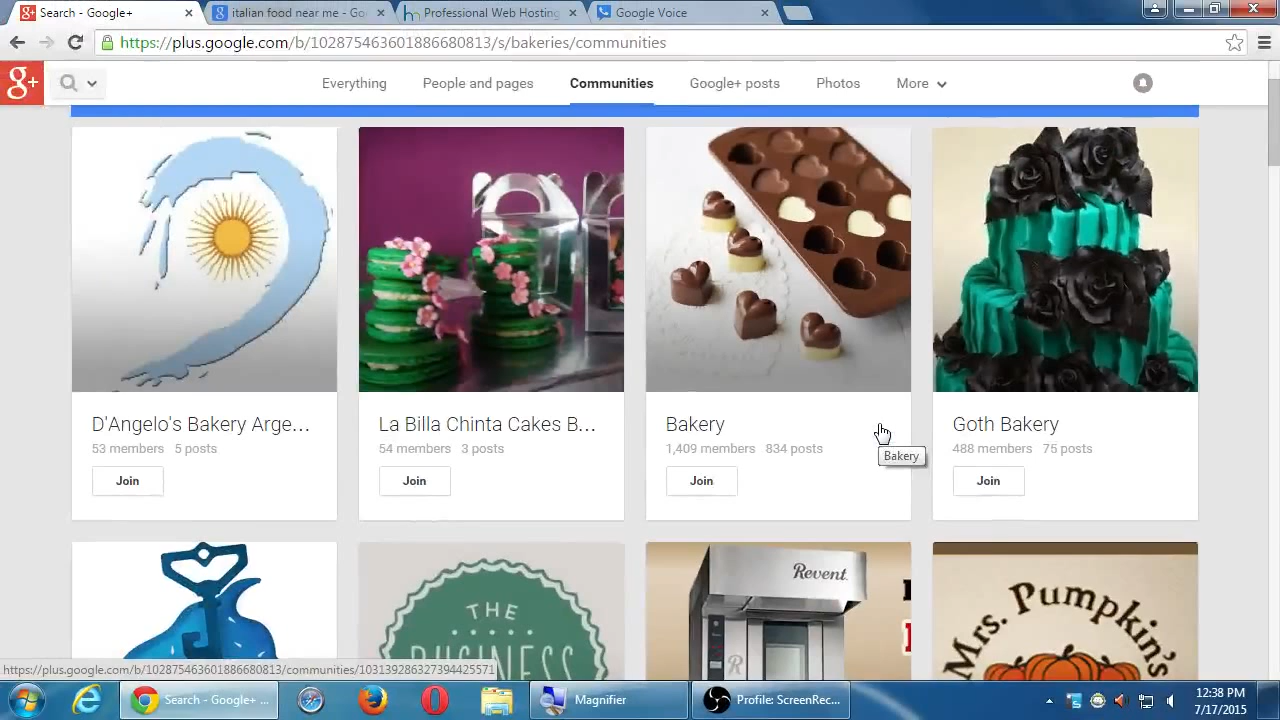 Search - Google+
italian food near me - Go
Professional Web Hosting
Google Voice
https://plus.google.com/b/102875463601886680813/s/bakeries/communities
g+
Everything
People and pages
Communities
Google+ posts
Photos
More
D'Angelo's Bakery Arge...
La Billa Chinta Cakes B...
Bakery
Goth Bakery
53 members 5 posts
54 members 3 posts
1,409 members 834 posts
488 members 75 posts
Bakery
Join
Join
Join
Join
THE
BUSINESS
Revent.
R
Mrs. Pumpkin's
https://plus.google.com/b/102875463601886680813/communities/103139286327394425571
Search - Google+ ...
Magnifier
Profile: ScreenRec...
12:38 PM
7/17/2015